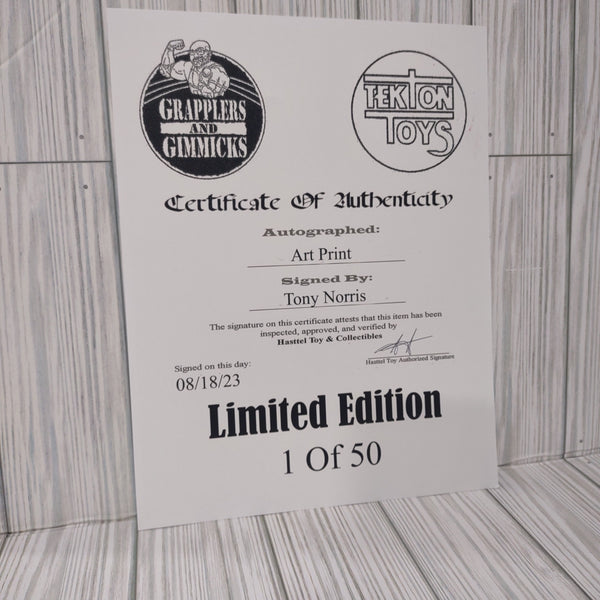 GRAPPLERS
AND
GIMMICKS
TEKTON
TOYS
Certificate Of Authenticity
Autographed:
Art Print
Signed By:
Tony Norris
The signature on this certificate attests that this item has been
inspected, approved, and verified by
Hasttel Toy & Collectibles
Hasttel Toy Authorized Signature
Signed on this day:
08/18/23
Limited Edition
1 Of 50